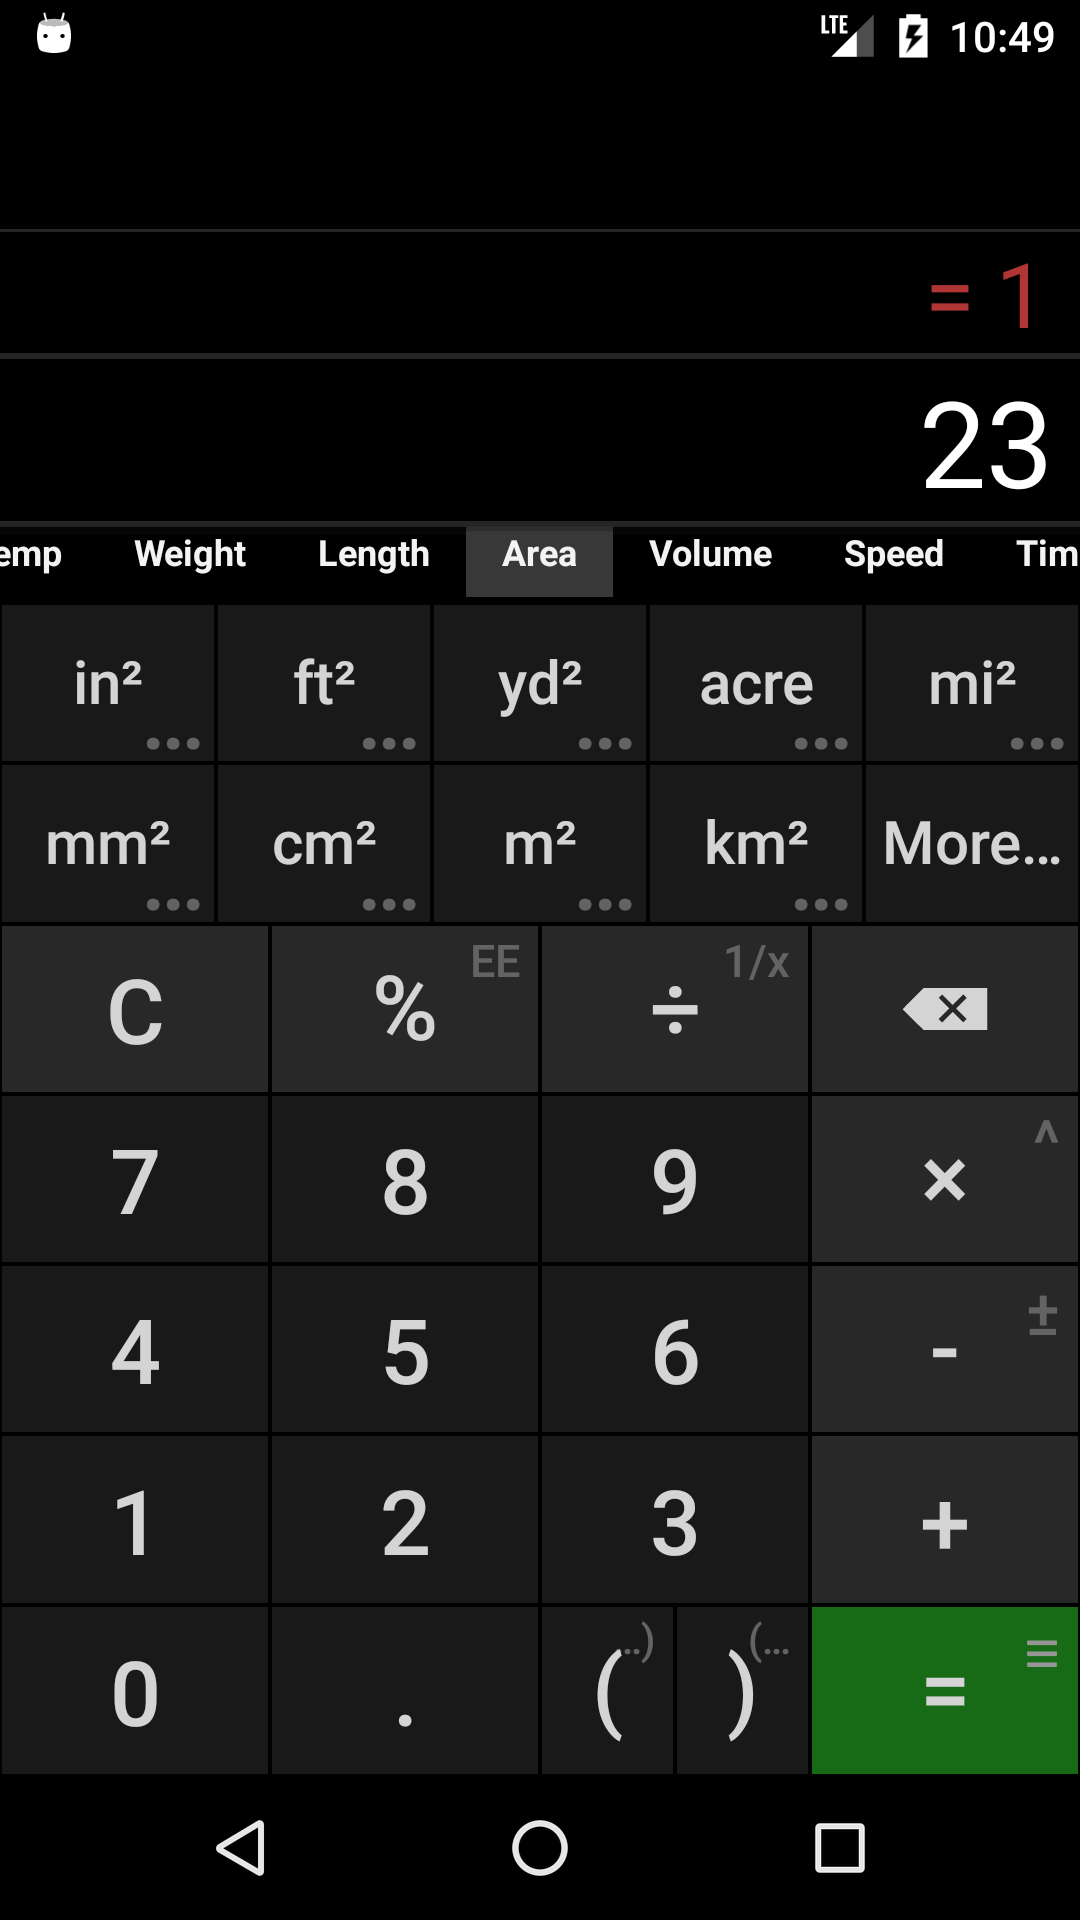 LTE 10:49
= 1
23
emp Weight Length Area Volume Speed Tim
in² ft² yd² acre mi²
... ... ... ... ...
mm² cm² m² km² More...
... ... ... ...
C % EE ÷ 1/x
7 8 9 × ^
4 5 6 - ±
1 2 3 +
0 . ( ..) ) (... = ≡